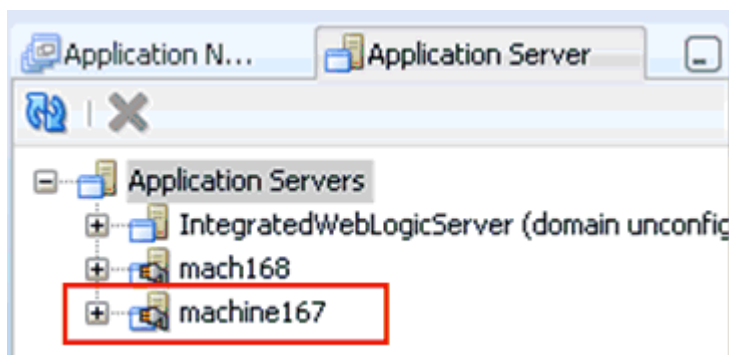 Application N... Application Server
Application Servers
IntegratedWebLogicServer (domain unconfig
mach168
machine167